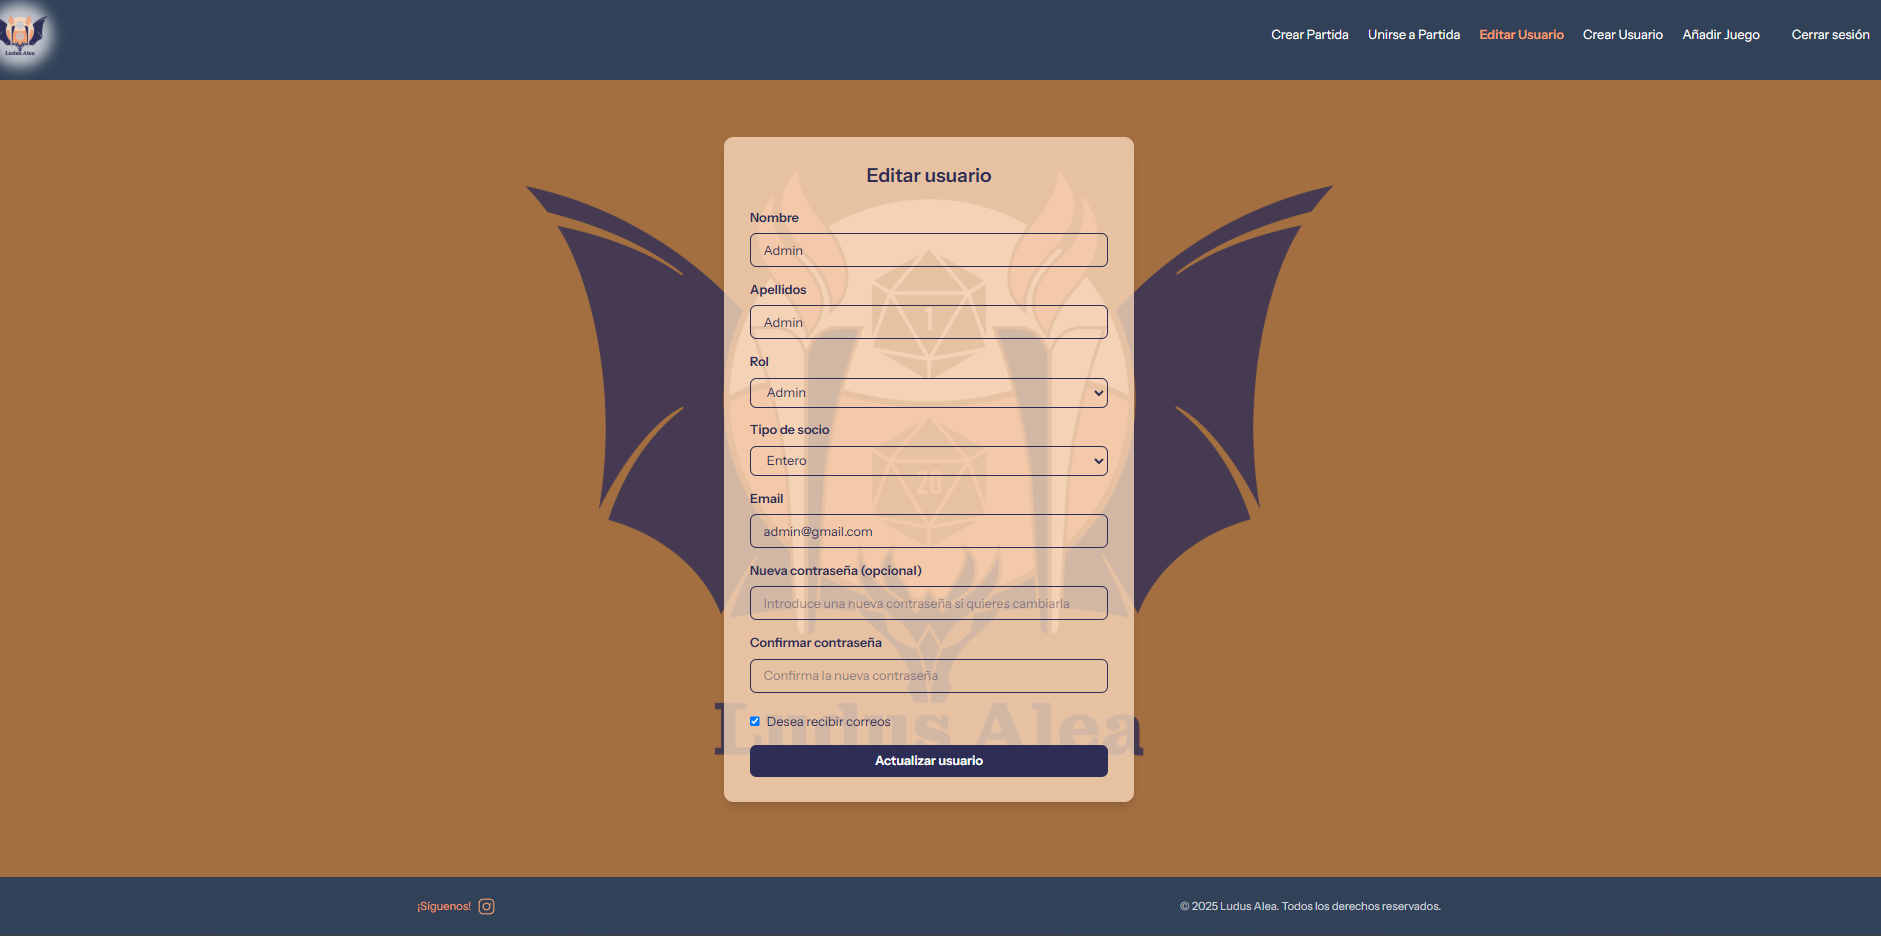 Ludus Alea
Crear Partida Unirse a Partida Editar Usuario Crear Usuario Añadir Juego Cerrar sesión
Editar usuario
Nombre
Admin
Apellidos
Admin
1
Rol
Admin
Tipo de socio
Entero
20
Email
admin@gmail.com
Nueva contraseña (opcional)
Introduce una nueva contraseña si quieres cambiarla
Confirmar contraseña
Confirma la nueva contraseña
Desea recibir correos
Ludus Alea
Actualizar usuario
¡Síguenos!
© 2025 Ludus Alea. Todos los derechos reservados.